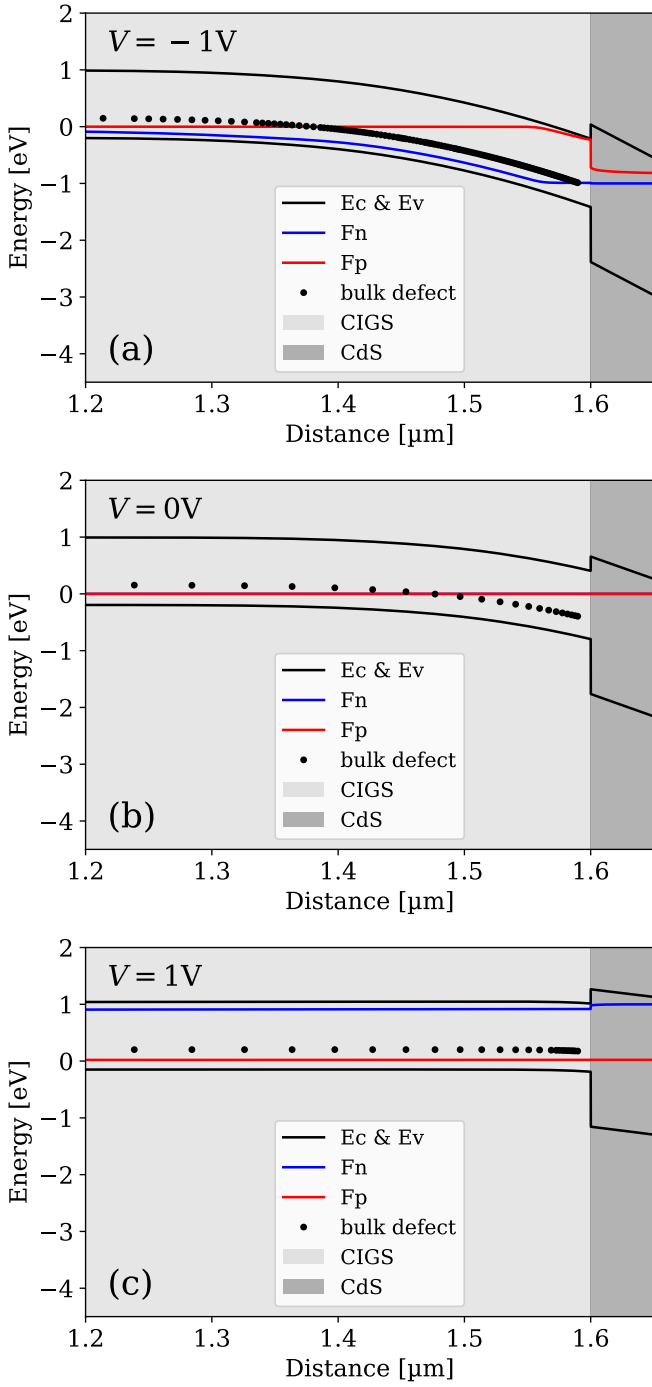 2
V = − 1V
1
0
−1
−2
−3
−4
Energy [eV]
Ec & Ev
Fn
Fp
bulk defect
CIGS
CdS
(a)
1.2 1.3 1.4 1.5 1.6
Distance [µm]
2
V = 0V
1
0
−1
−2
−3
−4
Energy [eV]
Ec & Ev
Fn
Fp
bulk defect
CIGS
CdS
(b)
1.2 1.3 1.4 1.5 1.6
Distance [µm]
2
V = 1V
1
0
−1
−2
−3
−4
Energy [eV]
Ec & Ev
Fn
Fp
bulk defect
CIGS
CdS
(c)
1.2 1.3 1.4 1.5 1.6
Distance [µm]